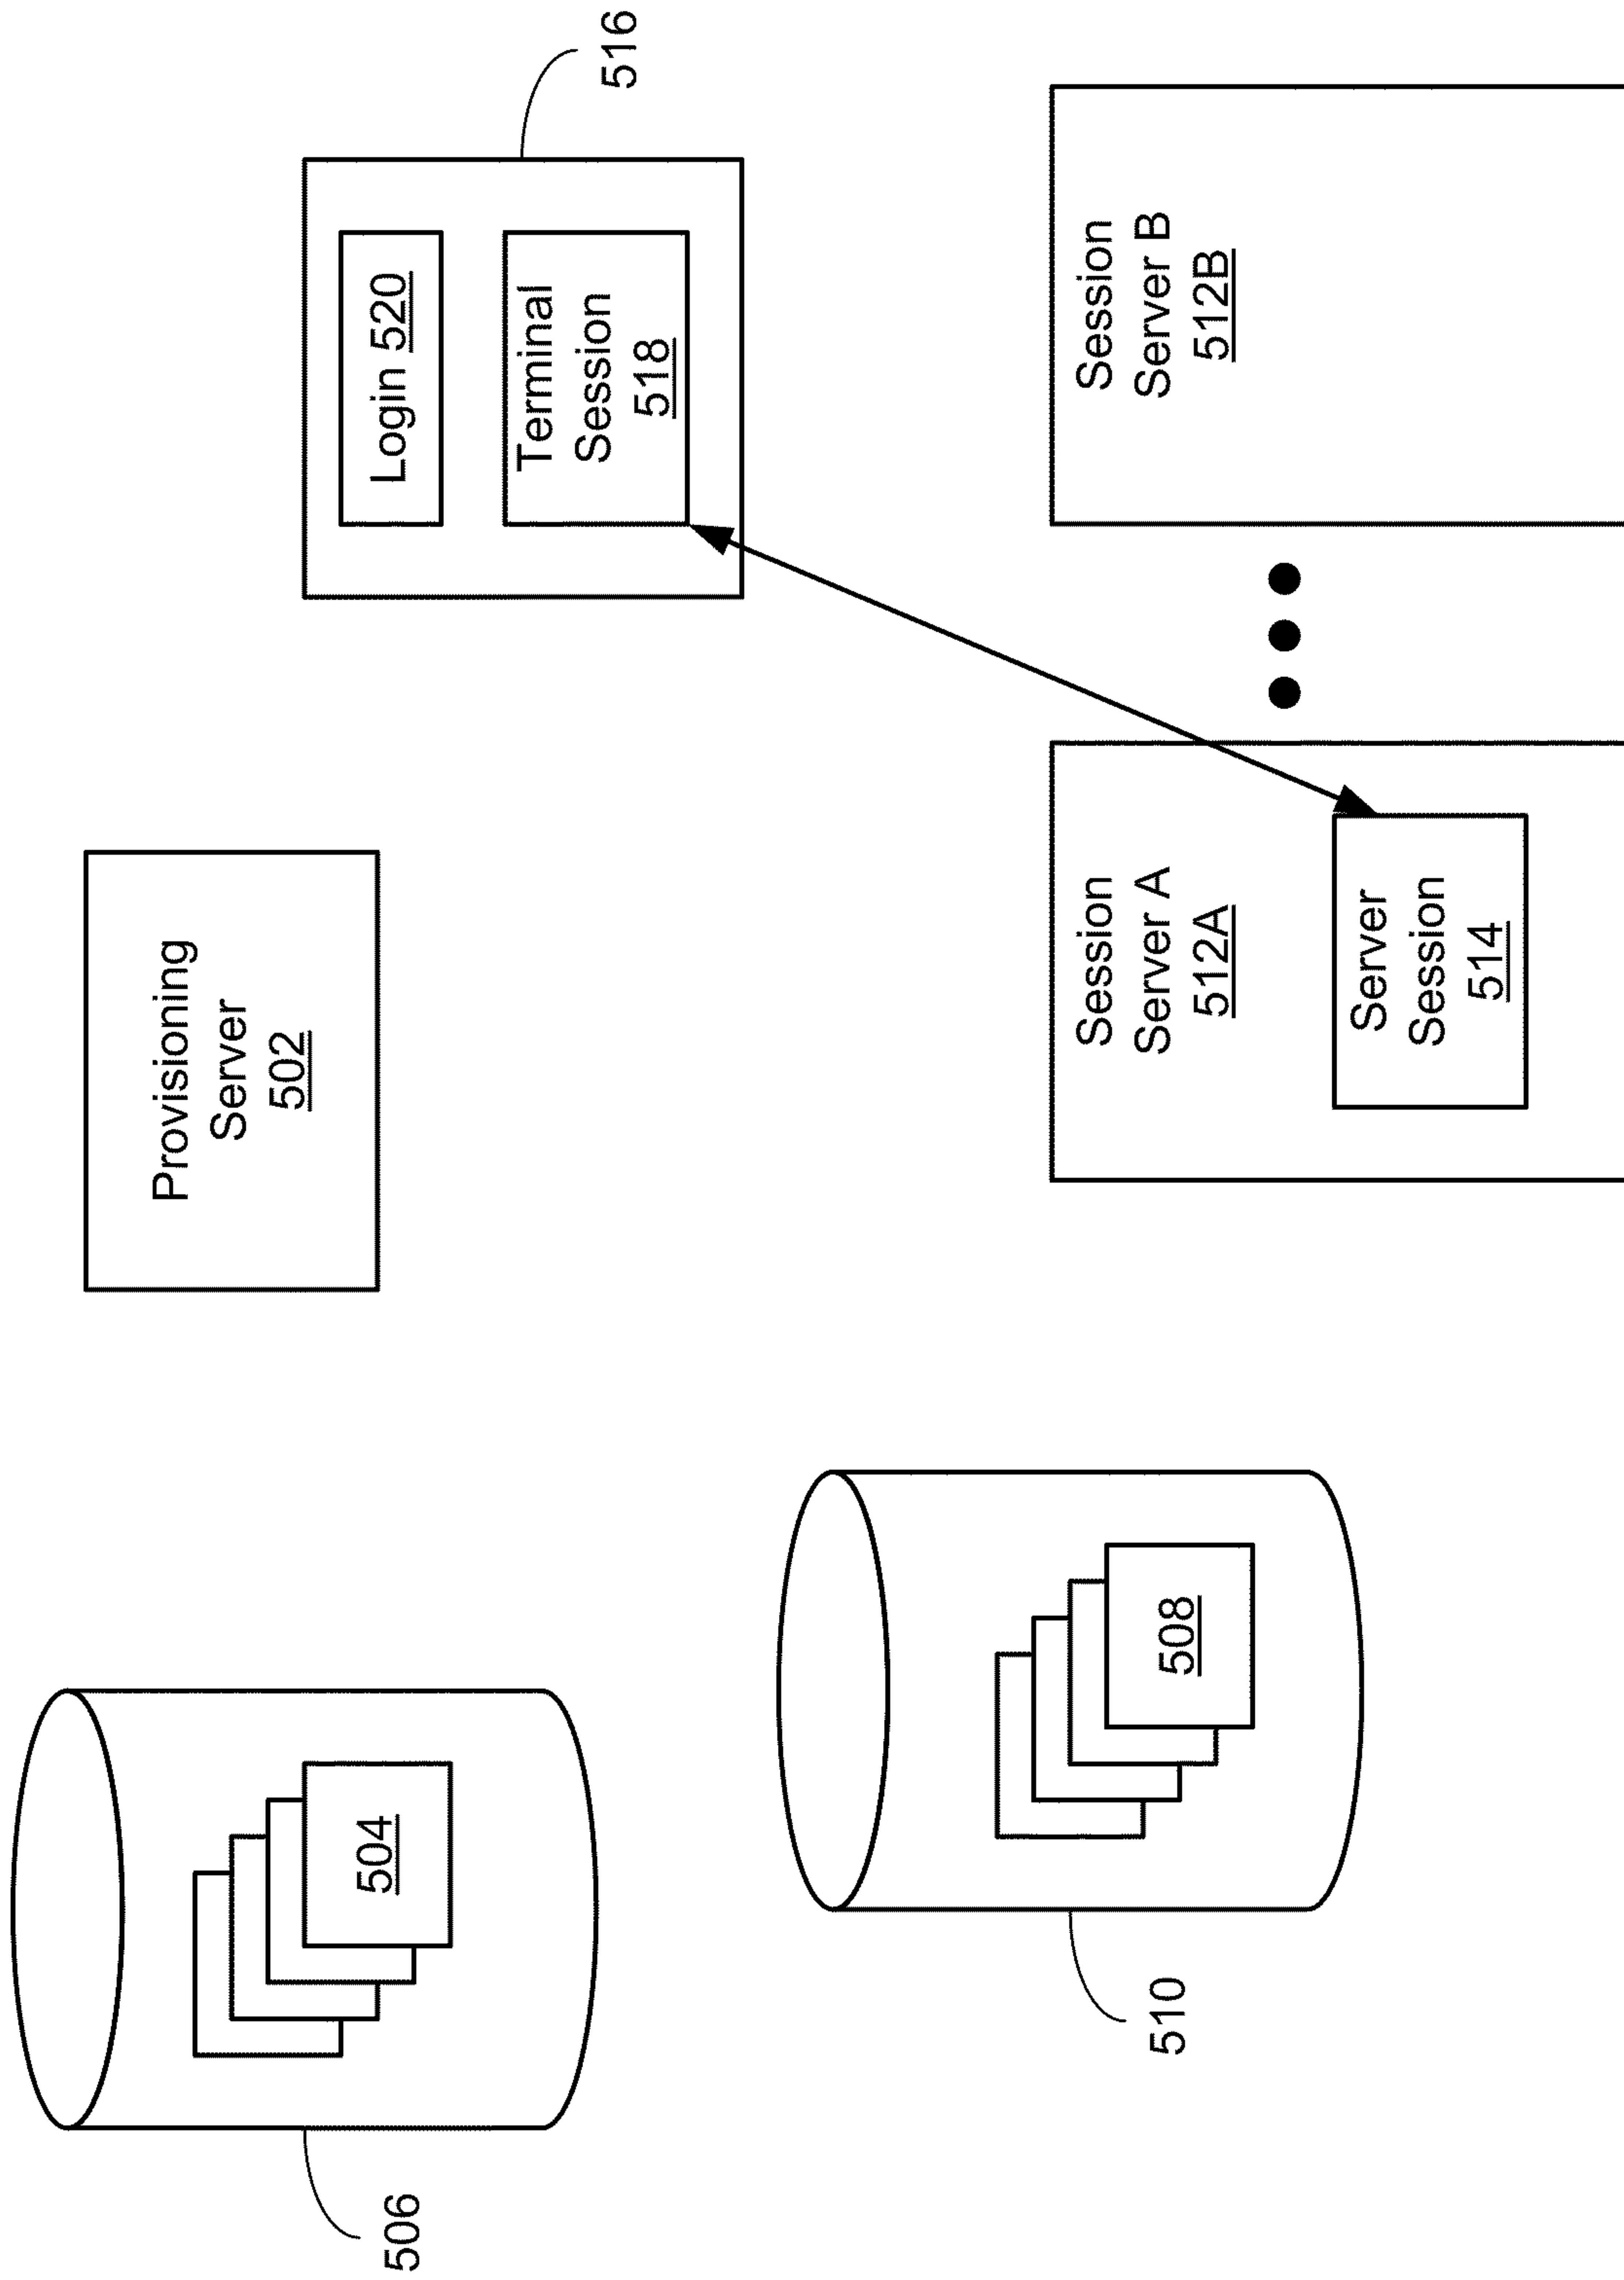 506
504
Provisioning
Server
502
Login 520
Terminal
Session
518
516
510
508
Session
Server A
512A
Server
Session
514
Session
Server B
512B